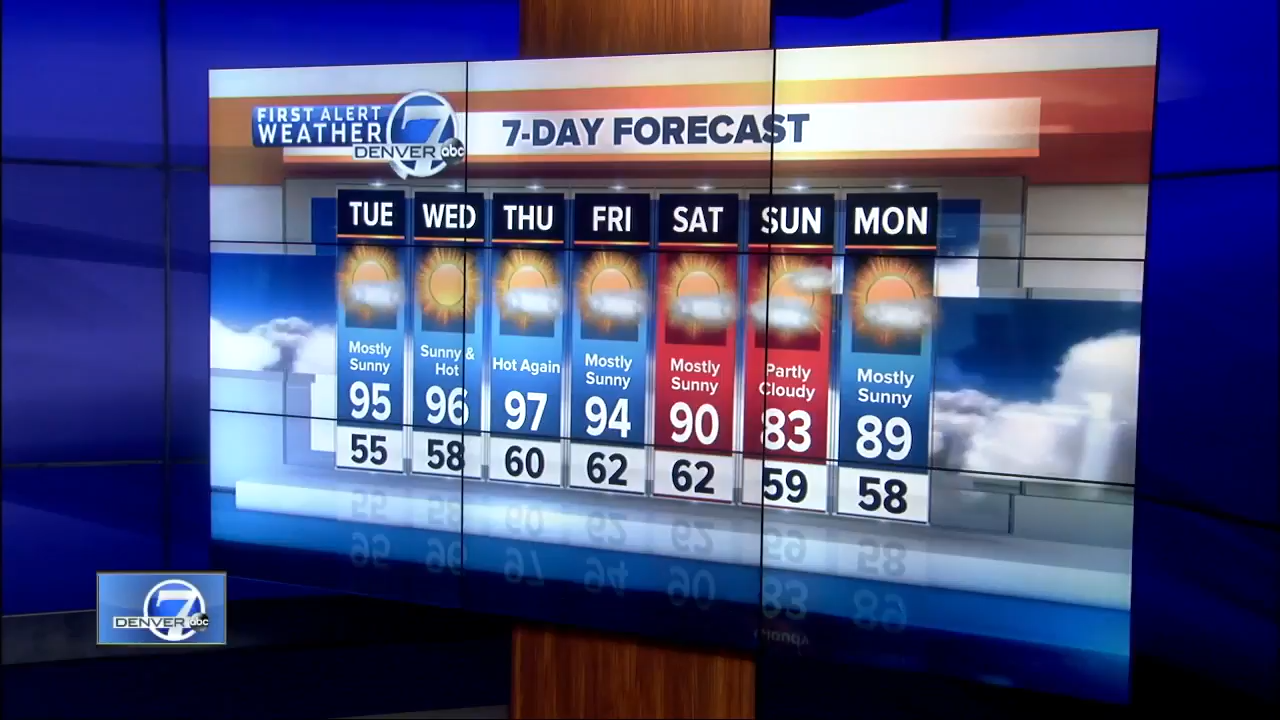 FIRST ALERT
WEATHER 7
DENVER abc
7-DAY FORECAST
TUE WED THU FRI SAT SUN MON
Mostly Sunny
Sunny & Hot
Hot Again
Mostly Sunny
Mostly Sunny
Partly Cloudy
Mostly Sunny
95 96 97 94 90 83 89
55 58 60 62 62 59 58
7
DENVER abc